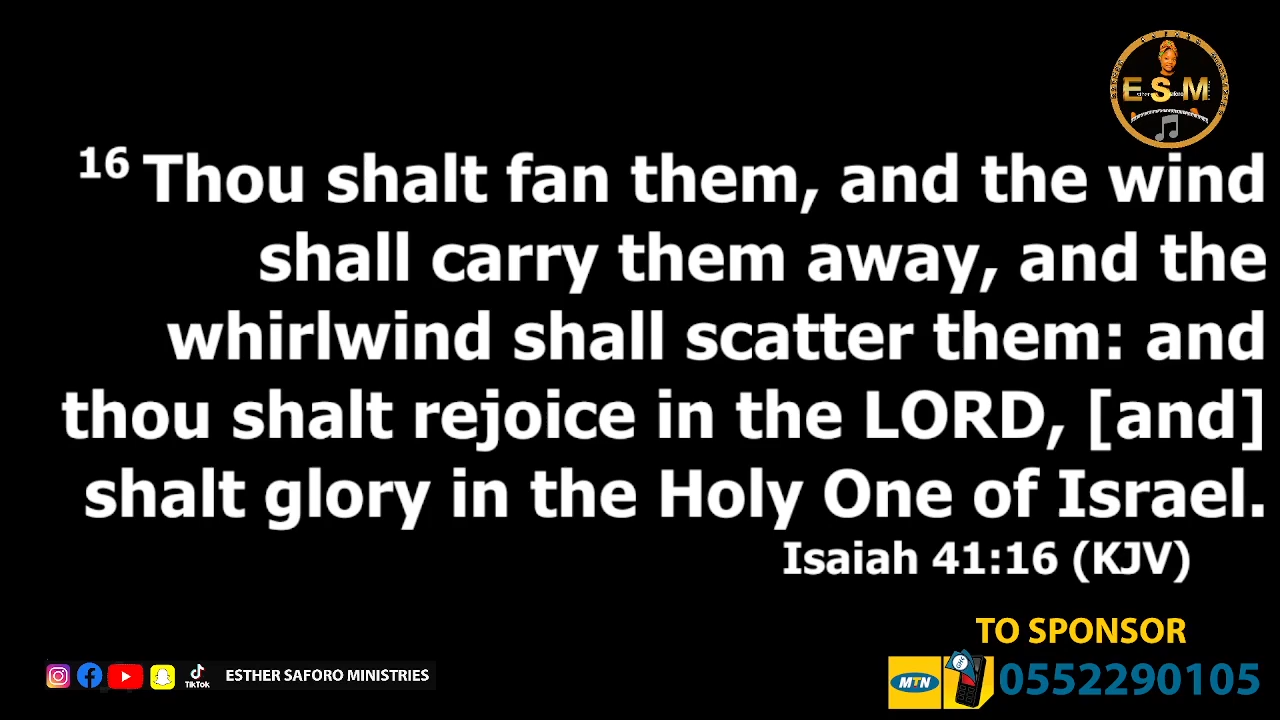 E S M
16 Thou shalt fan them, and the wind
shall carry them away, and the
whirlwind shall scatter them: and
thou shalt rejoice in the LORD, [and]
shalt glory in the Holy One of Israel.
Isaiah 41:16 (KJV)
TO SPONSOR
TikTok
ESTHER SAFORO MINISTRIES
MTN
0552290105